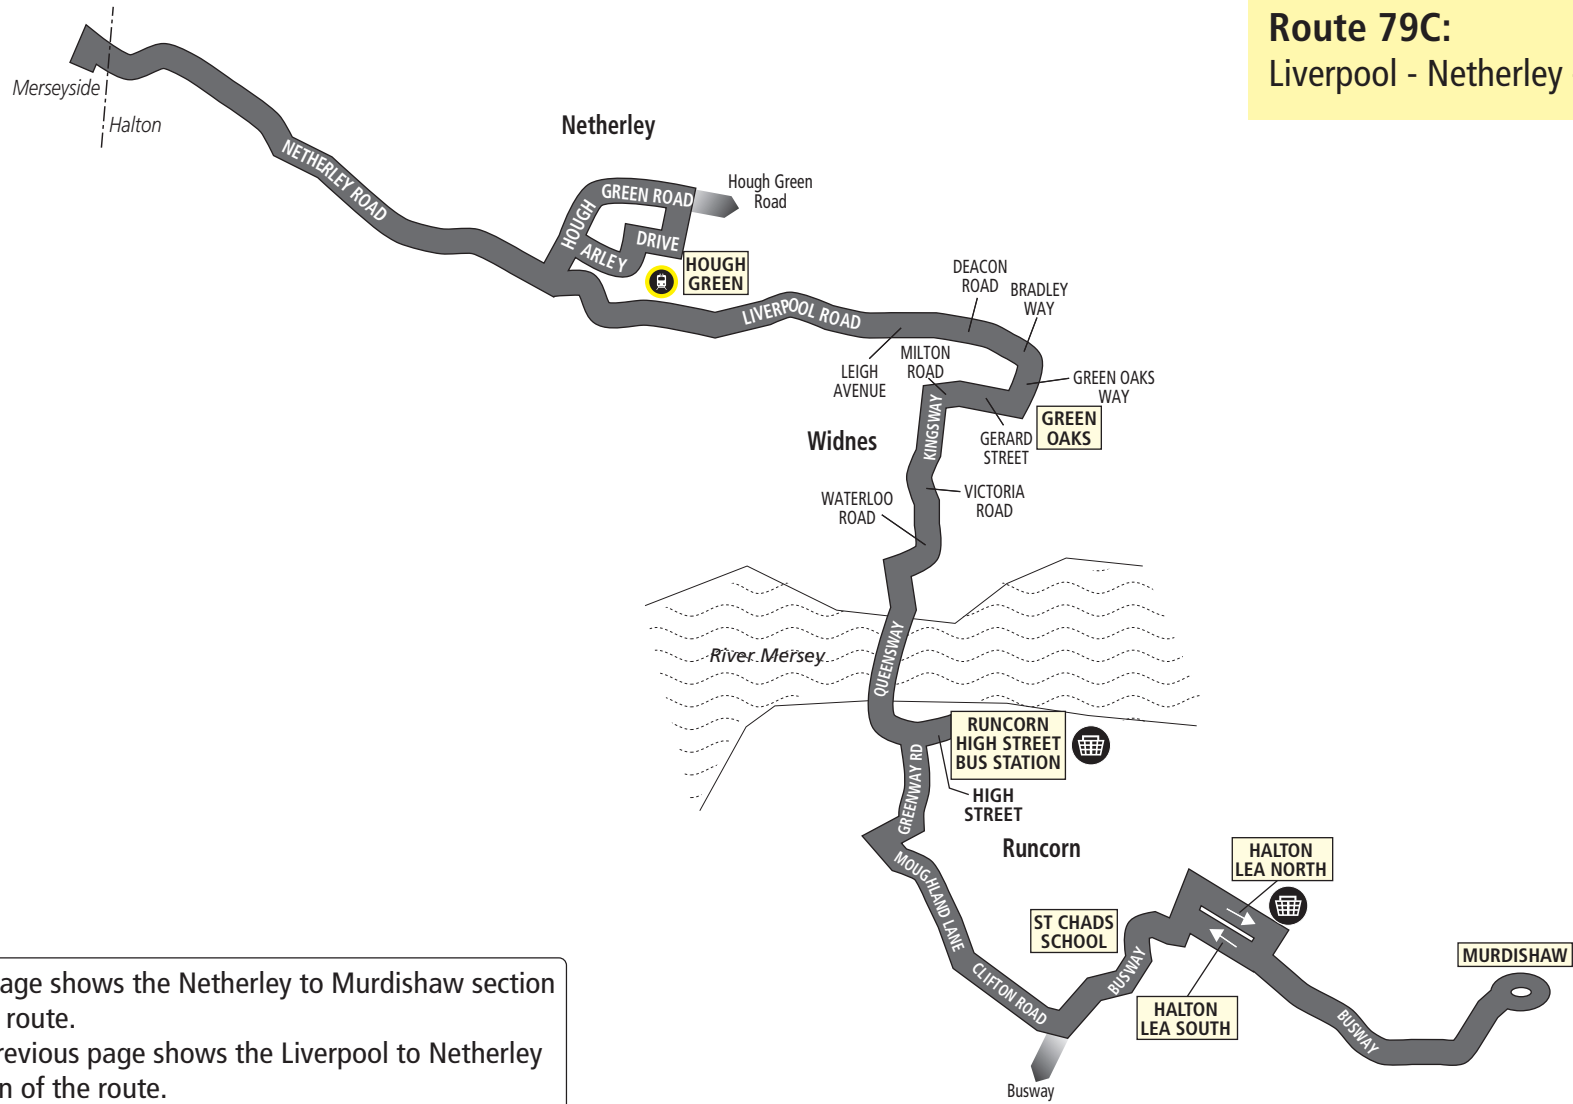 Route 79C:
Liverpool - Netherley
Merseyside
Halton
Netherley
NETHERLEY ROAD
HOUGH
GREEN ROAD
Hough Green
Road
ARLEY
DRIVE
HOUGH
GREEN
LIVERPOOL ROAD
DEACON
ROAD
BRADLEY
WAY
LEIGH
AVENUE
MILTON
ROAD
GREEN OAKS
WAY
GREEN
OAKS
GERARD
STREET
KINGSWAY
Widnes
WATERLOO
ROAD
VICTORIA
ROAD
River Mersey
QUEENSWAY
RUNCORN
HIGH STREET
BUS STATION
HIGH
STREET
GREENWAY RD
Runcorn
MOUGHLAND LANE
CLIFTON ROAD
ST CHADS
SCHOOL
BUSWAY
HALTON
LEA NORTH
HALTON
LEA SOUTH
BUSWAY
MURDISHAW
Busway
age shows the Netherley to Murdishaw section
route.
revious page shows the Liverpool to Netherley
n of the route.